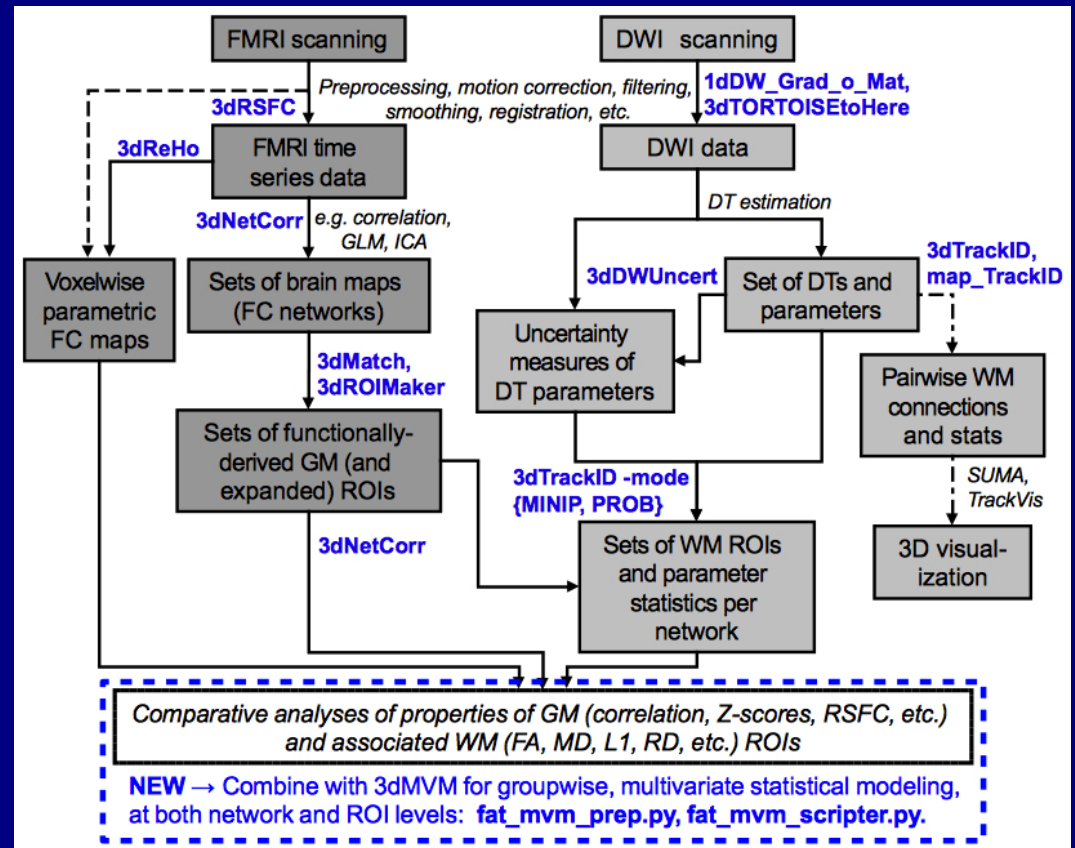 FMRI scanning
DWI scanning
Preprocessing, motion correction, filtering,
smoothing, registration, etc.
1dDW_Grad_o_Mat,
3dTORTOISEtoHere
3dRSFC
3dReHo
FMRI time
series data
DWI data
3dNetCorr
e.g. correlation,
GLM, ICA
DT estimation
Voxelwise
parametric
FC maps
Sets of brain maps
(FC networks)
3dDWUncert
Set of DTs and
parameters
3dTrackID,
map_TrackID
Uncertainty
measures of
DT parameters
3dMatch,
3dROIMaker
Pairwise WM
connections
and stats
Sets of functionally-
derived GM (and
expanded) ROIs
3dTrackID -mode
{MINIP, PROB}
SUMA,
TrackVis
3dNetCorr
Sets of WM ROIs
and parameter
statistics per
network
3D visual-
ization
Comparative analyses of properties of GM (correlation, Z-scores, RSFC, etc.)
and associated WM (FA, MD, L1, RD, etc.) ROIs
NEW → Combine with 3dMVM for groupwise, multivariate statistical modeling,
at both network and ROI levels: fat_mvm_prep.py, fat_mvm_scripter.py.